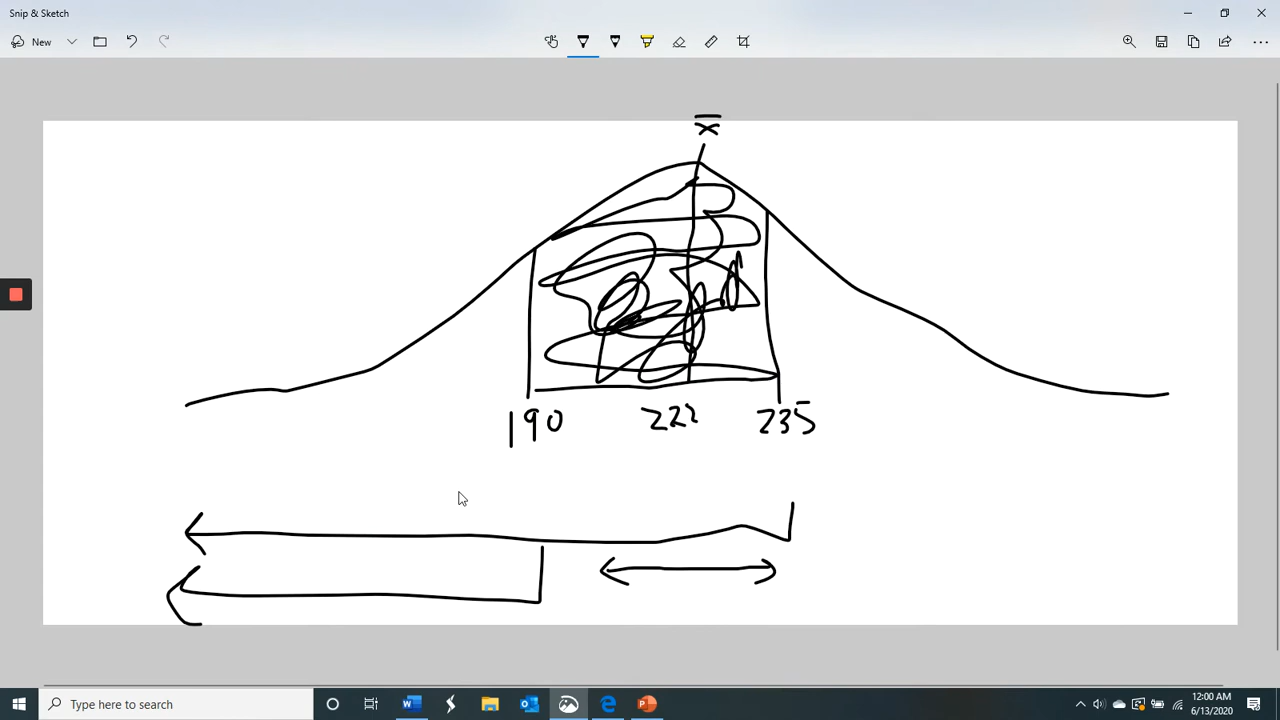 Snip & Sketch
New
x̅
190 222 235
Type here to search
12:00 AM
6/13/2020